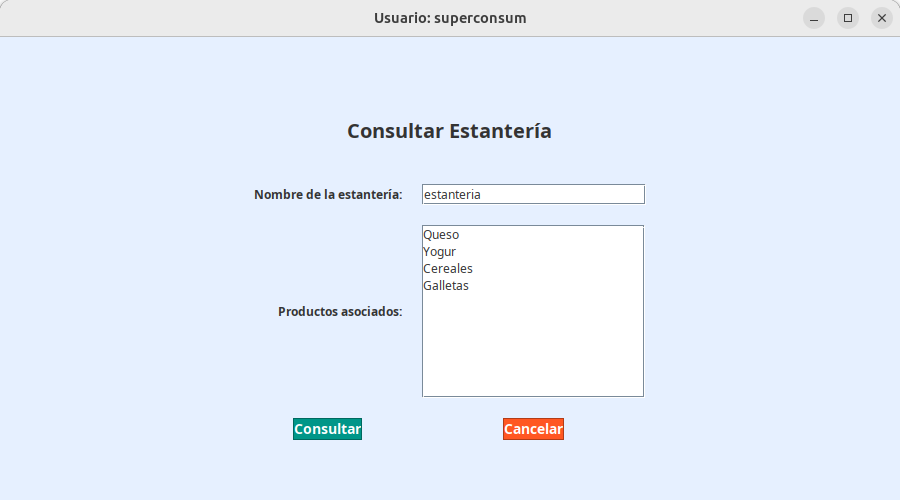 Usuario: superconsum
Consultar Estantería
Nombre de la estantería: estanteria
Queso
Yogur
Cereales
Galletas
Productos asociados:
Consultar Cancelar